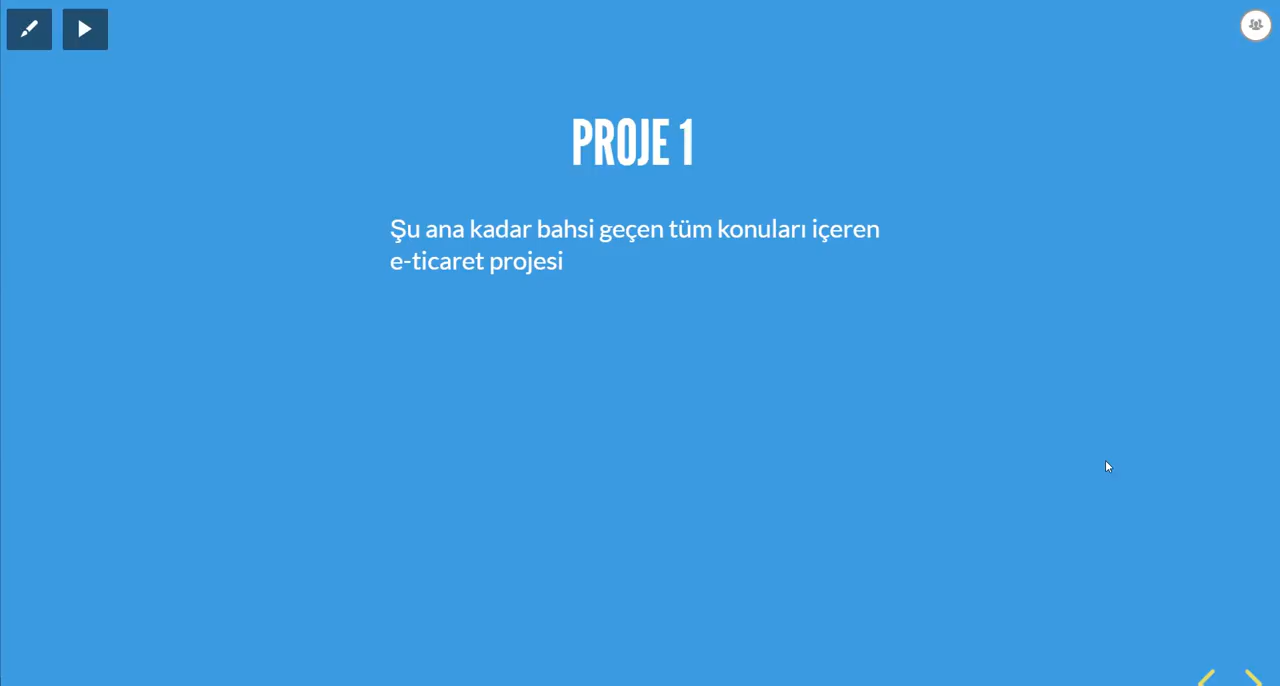 PROJE 1
Şu ana kadar bahsi geçen tüm konuları içeren
e-ticaret projesi